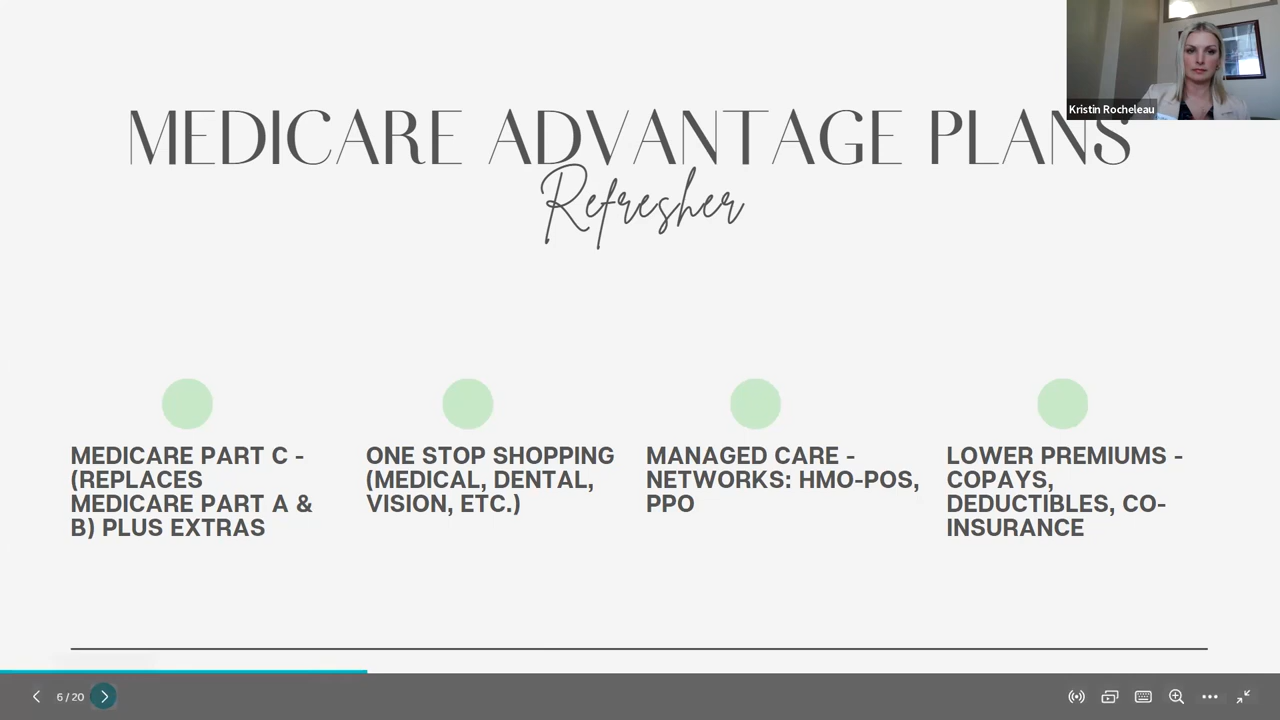 Kristin Rocheleau
MEDICARE ADVANTAGE PLANS
Refresher
MEDICARE PART C -
(REPLACES
MEDICARE PART A &
B) PLUS EXTRAS
ONE STOP SHOPPING
(MEDICAL, DENTAL,
VISION, ETC.)
MANAGED CARE -
NETWORKS: HMO-POS,
PPO
LOWER PREMIUMS -
COPAYS,
DEDUCTIBLES, CO-
INSURANCE
6 / 20